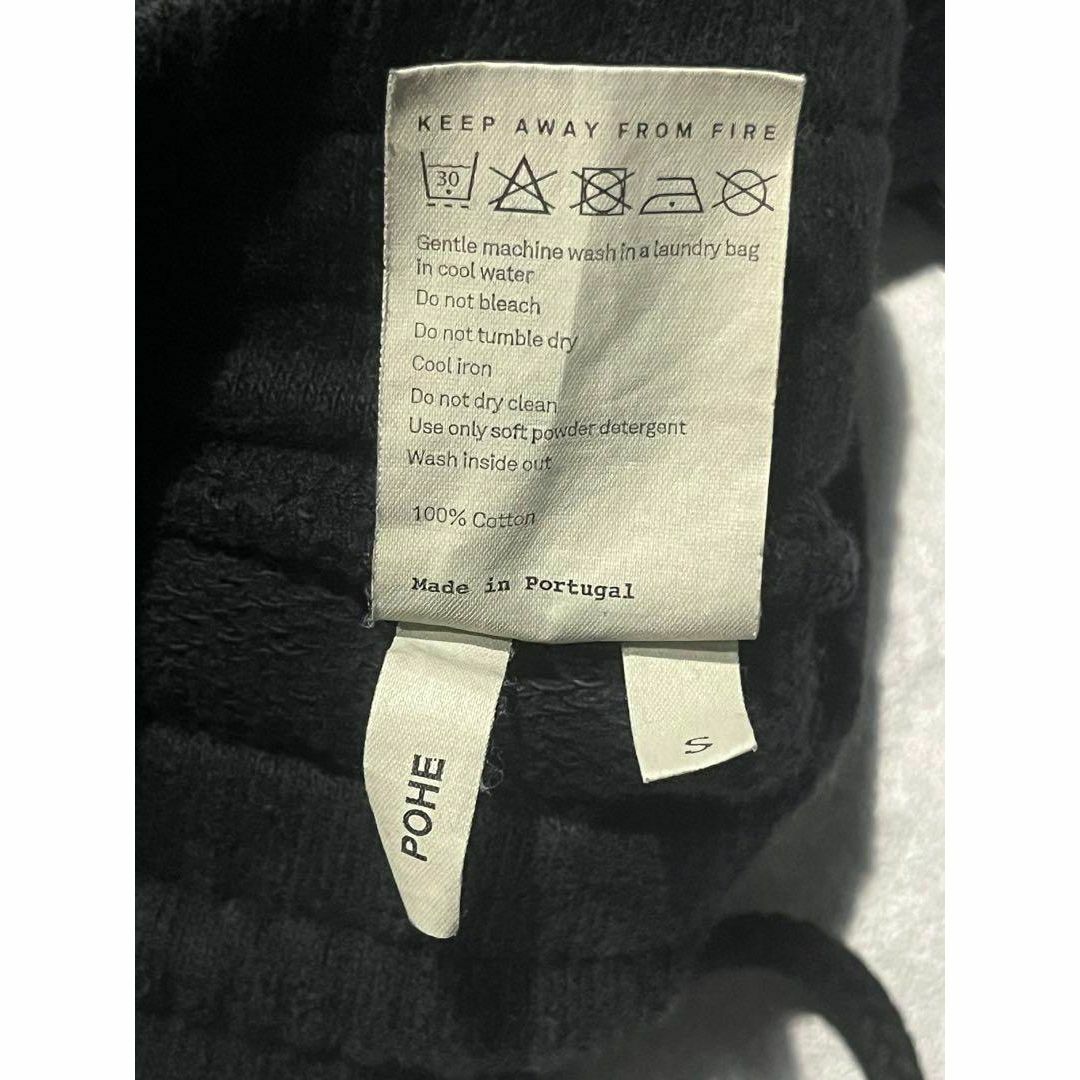 KEEP AWAY FROM FIRE
30
Gentle machine wash in a laundry bag
in cool water
Do not bleach
Do not tumble dry
Cool iron
Do not dry clean
Use only soft powder detergent
Wash inside out
100% Cotton
Made in Portugal
POHE
S